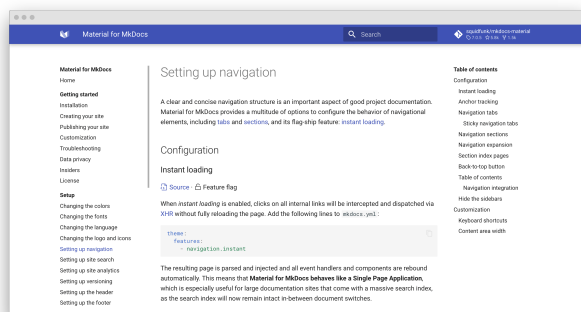 Material for MkDocs
Search
squidfunk/mkdocs-material
Material for MkDocs
Home
Getting started
Installation
Creating your site
Publishing your site
Customization
Troubleshooting
Data privacy
Insiders
License
Setup
Changing the colors
Changing the fonts
Changing the language
Changing the logo and icons
Setting up navigation
Setting up site search
Setting up site analytics
Setting up versioning
Setting up the header
Setting up the footer
Setting up navigation
A clear and concise navigation structure is an important aspect of good project documentation.
Material for MkDocs provides a multitude of options to configure the behavior of navigational
elements, including tabs and sections, and its flag-ship feature: instant loading.
Configuration
Instant loading
Source · Feature flag
When instant loading is enabled, clicks on all internal links will be intercepted and dispatched via
XHR without fully reloading the page. Add the following lines to mkdocs.yml:
theme:
features:
- navigation.instant
The resulting page is parsed and injected and all event handlers and components are rebound
automatically. This means that Material for MkDocs behaves like a Single Page Application,
which is especially useful for large documentation sites that come with a massive search index,
as the search index will now remain intact in-between document switches.
Table of contents
Configuration
Instant loading
Anchor tracking
Navigation tabs
Sticky navigation tabs
Navigation sections
Navigation expansion
Section index pages
Back-to-top button
Table of contents
Navigation integration
Hide the sidebars
Customization
Keyboard shortcuts
Content area width